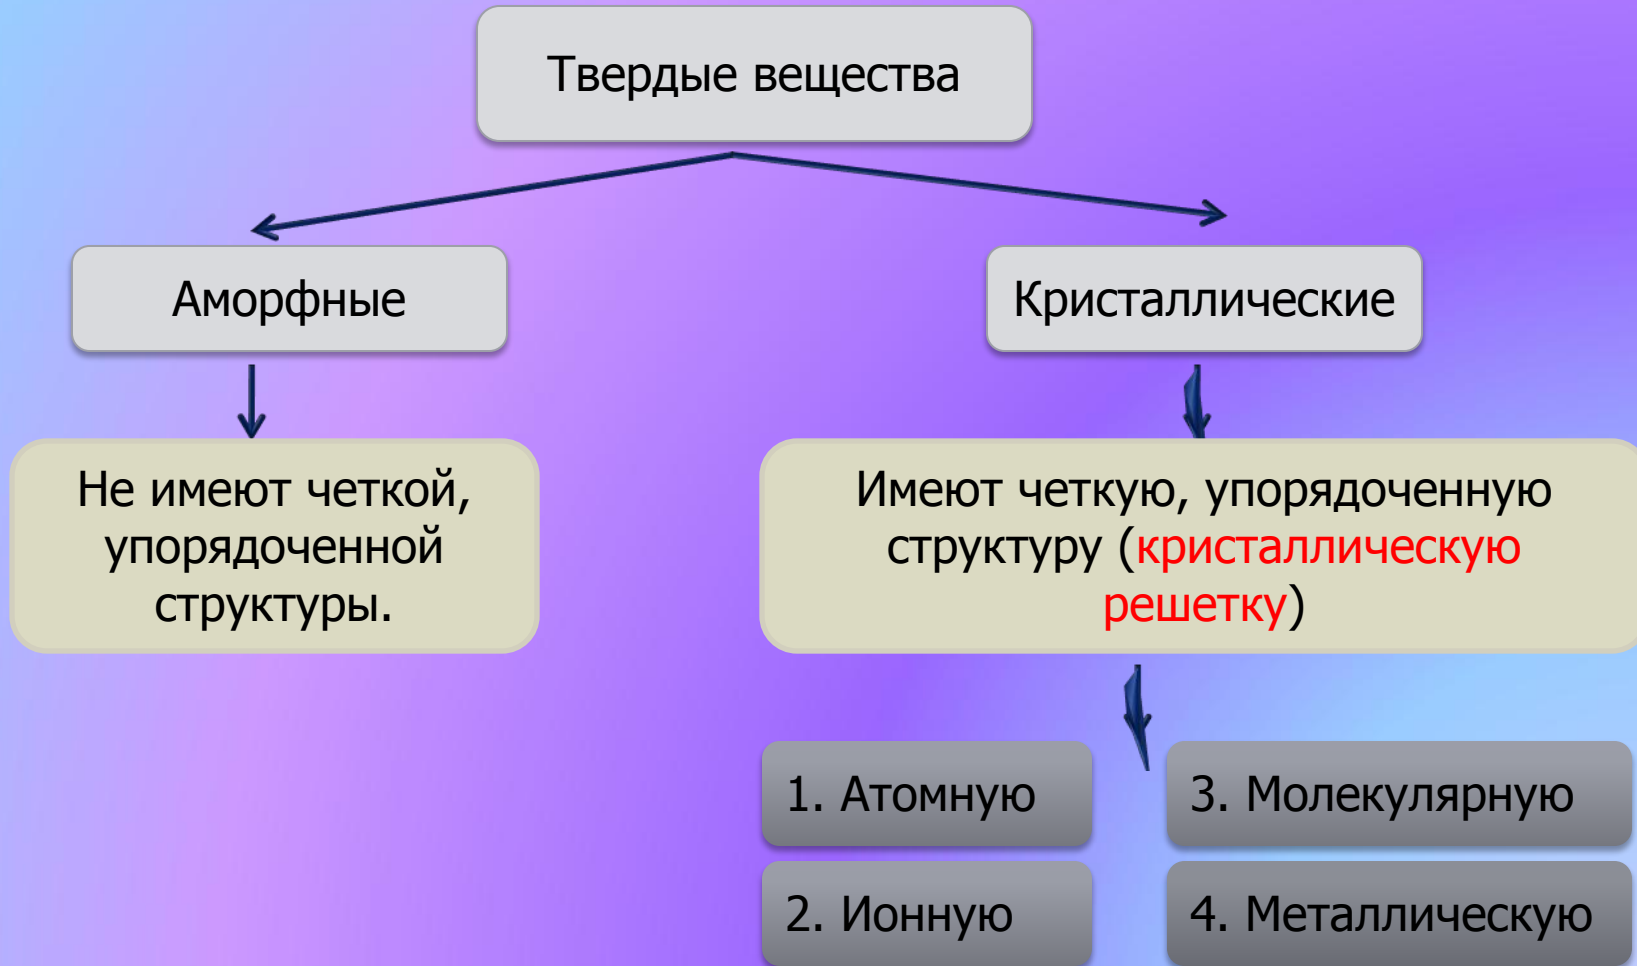 Твердые вещества
Аморфные
Кристаллические
Не имеют четкой,
упорядоченной
структуры.
Имеют четкую, упорядоченную
структуру (кристаллическую
решетку)
1. Атомную
3. Молекулярную
2. Ионную
4. Металлическую